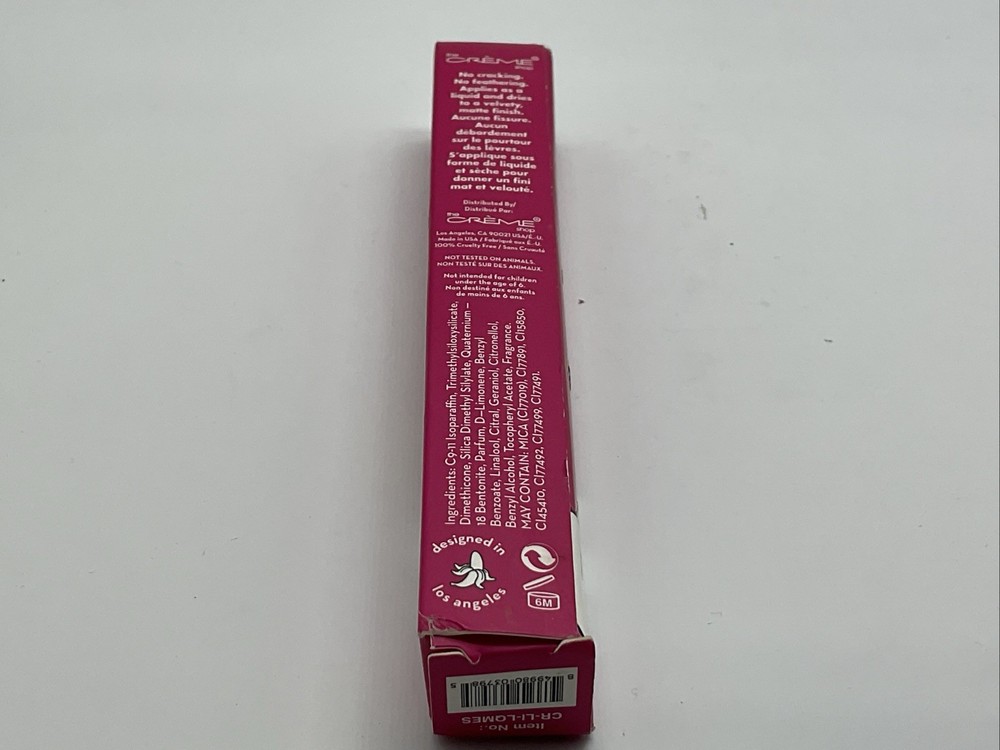 the
CRÈME®
shop
No cracking.
No feathering.
Applies as a
liquid and dries
to a velvety,
matte finish.
Aucune fissure.
Aucun
débordement
sur le pourtour
des lèvres.
S'applique sous
forme de liquide
et sèche pour
donner un fini
mat et velouté.
Distributed By/
Distribué Par:
the
CRÈME®
shop
Los Angeles, CA 90021 USA/É.-U.
Made in USA / Fabriqué aux É.-U.
100% Cruelty Free / Sans Cruauté
NOT TESTED ON ANIMALS.
NON TESTÉ SUR DES ANIMAUX.
Not intended for children
under the age of 6.
Non destiné aux enfants
de moins de 6 ans.
Ingredients: C9-11 Isoparaffin, Trimethylsiloxysilicate,
Dimethicone, Silica Dimethyl Silylate, Quaternium –
18 Bentonite, Parfum, D–Limonene, Benzyl
Benzoate, Linalool, Citral, Geraniol, Citronellol,
Benzyl Alcohol, Tocopheryl Acetate, Fragrance.
MAY CONTAIN: MICA (CI77019), CI77891, CI15850,
CI45410, CI77492, CI77499, CI77491.
designed in
los angeles
6M
Item No.:
CR-LI-LQMES